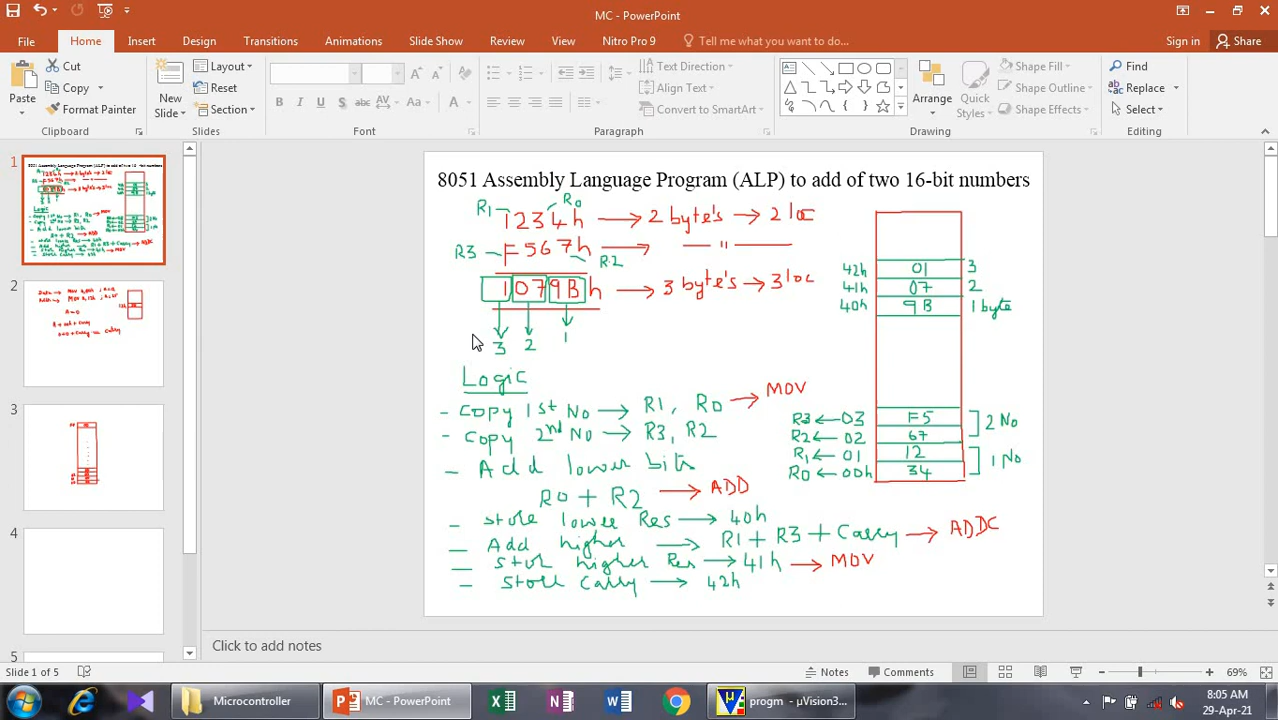 MC - PowerPoint
File Home Insert Design Transitions Animations Slide Show Review View Nitro Pro 9 Tell me what you want to do... Sign in Share
Paste Cut Copy Format Painter
Clipboard
New Slide Layout Reset Section
Slides
B I U S abc AV Aa A
Font
Text Direction
Align Text
Convert to SmartArt
Paragraph
Arrange Quick Styles Shape Fill Shape Outline Shape Effects
Drawing
Find Replace Select
Editing
1
2
3
4
5
8051 Assembly Language Program (ALP) to add of two 16-bit numbers
R1 R0
1234h → 2 byte's → 2 loc
R3 F567h → — " —
R2
1079Bh → 3 byte's → 3 loc
3 2 1
42h 01 3
41h 07 2
40h 9B 1 byte
R3 ← 03 F5
R2 ← 02 67 2 No
R1 ← 01 12
R0 ← 00h 34 1 No
Logic
- Copy 1st No → R1, R0 → MOV
- Copy 2nd No → R3, R2
- Add lower bits
R0 + R2 → ADD
- store lower Res → 40h
- Add higher → R1 + R3 + Carry → ADDC
- stor higher Res → 41h → MOV
- store Carry → 42h
Click to add notes
Slide 1 of 5 Notes Comments 69%
Microcontroller MC - PowerPoint progm - µVision3...
8:05 AM
29-Apr-21